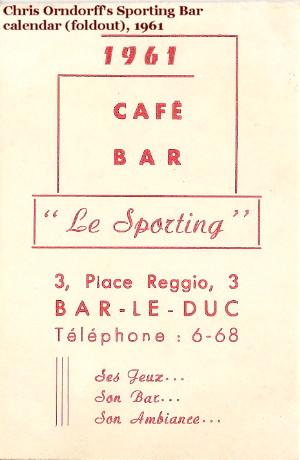 Chris Orndorff's Sporting Bar
calendar (foldout), 1961
1961
CAFÉ
BAR
"Le Sporting"
3, Place Reggio, 3
BAR-LE-DUC
Téléphone : 6-68
Ses Jeux...
Son Bar...
Son Ambiance...